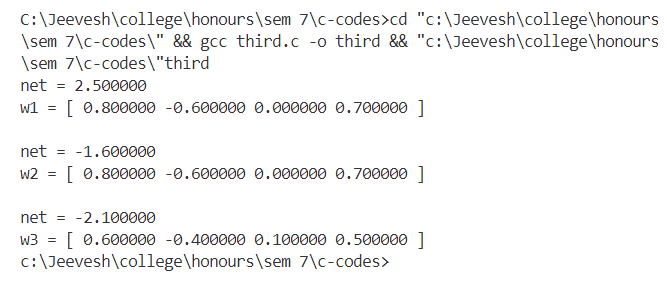 C:\Jeevesh\college\honours\sem 7\c-codes>cd "c:\Jeevesh\college\honours
\sem 7\c-codes\" && gcc third.c -o third && "c:\Jeevesh\college\honours
\sem 7\c-codes\"third
net = 2.500000
w1 = [ 0.800000 -0.600000 0.000000 0.700000 ]
net = -1.600000
w2 = [ 0.800000 -0.600000 0.000000 0.700000 ]
net = -2.100000
w3 = [ 0.600000 -0.400000 0.100000 0.500000 ]
c:\Jeevesh\college\honours\sem 7\c-codes>